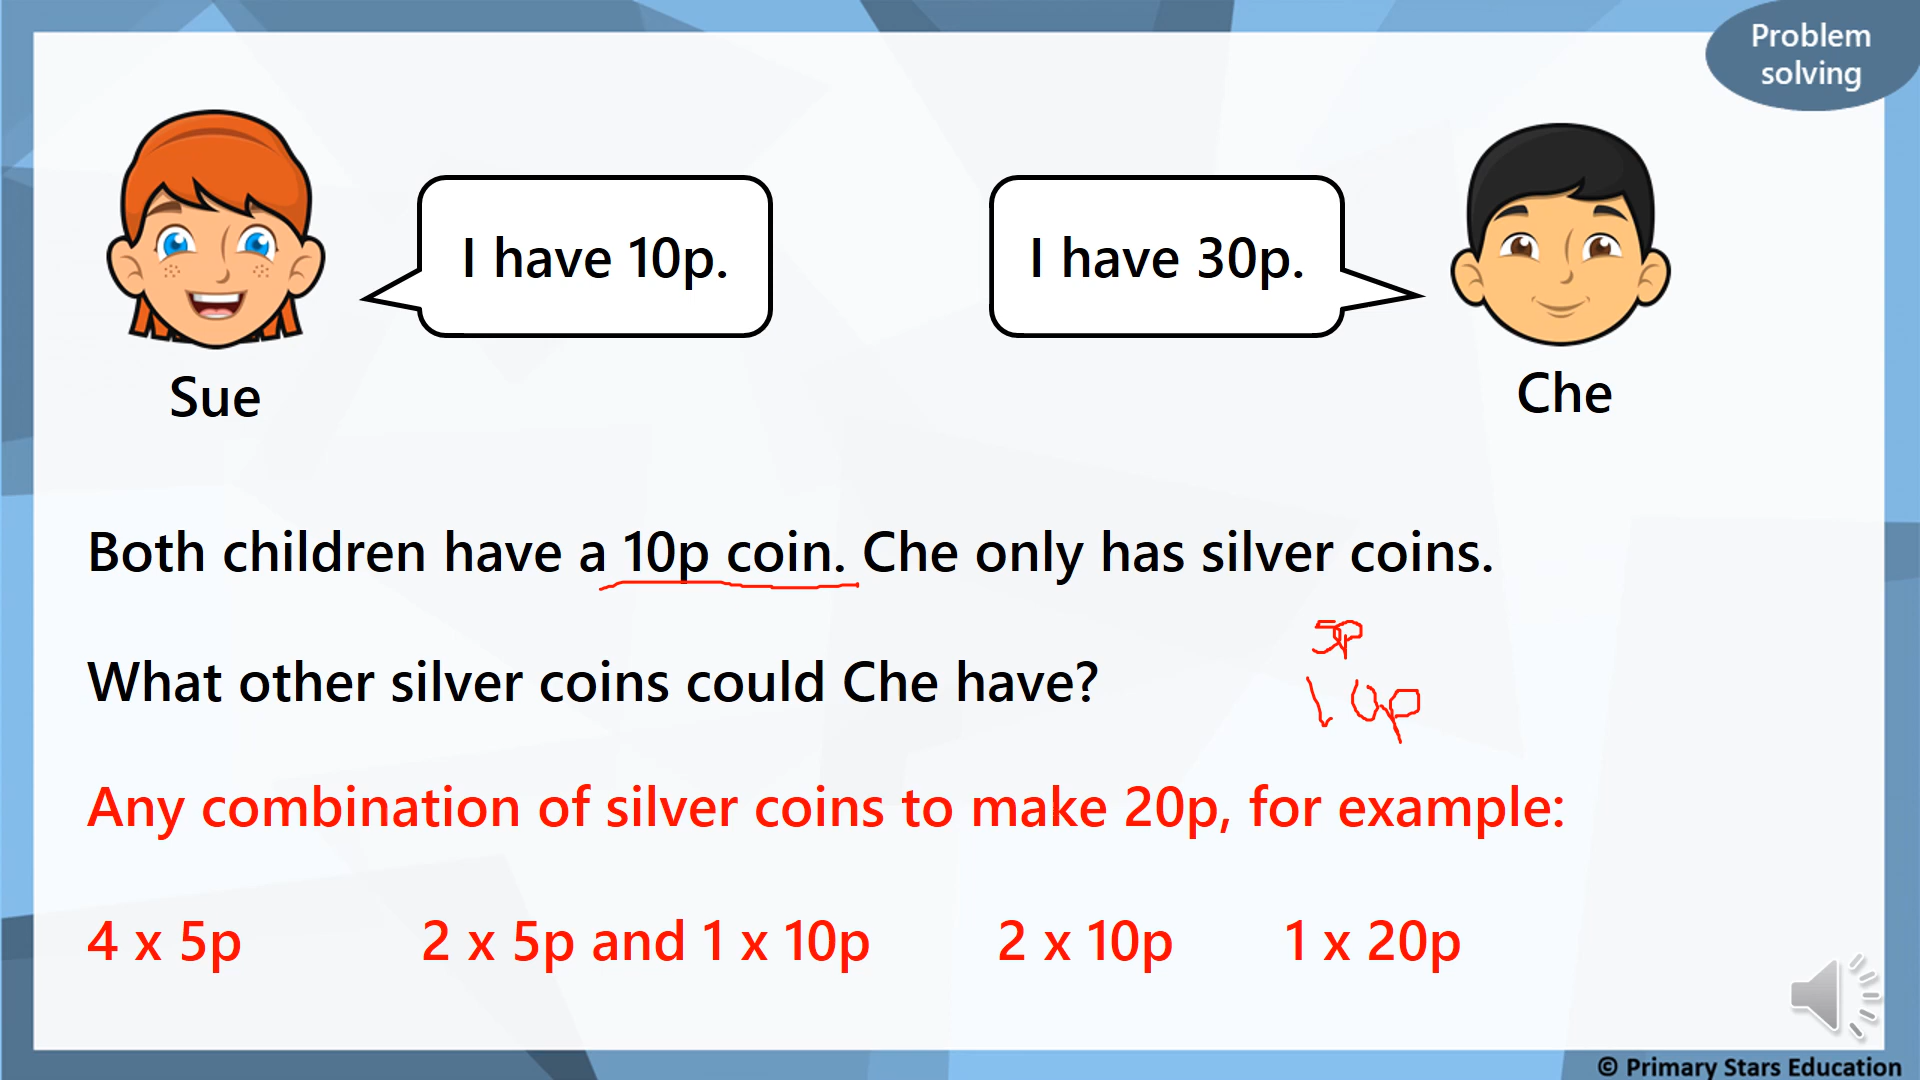 Problem
solving
I have 10p.
I have 30p.
Sue
Che
Both children have a 10p coin. Che only has silver coins.
5p
What other silver coins could Che have?
10p
Any combination of silver coins to make 20p, for example:
4 x 5p 2 x 5p and 1 x 10p 2 x 10p 1 x 20p
© Primary Stars Education